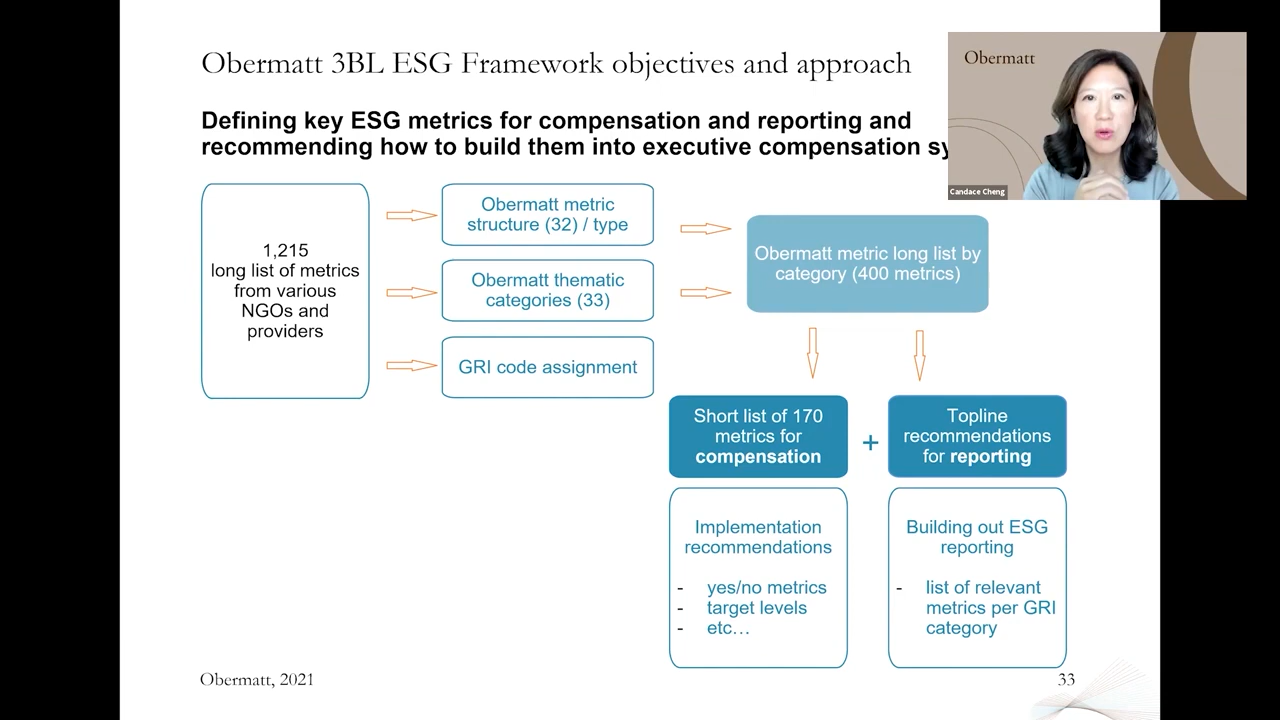 Obermatt 3BL ESG Framework objectives and approach
Obermatt
Candace Cheng
Defining key ESG metrics for compensation and reporting and
recommending how to build them into executive compensation
1,215
long list of metrics
from various
NGOs and
providers
Obermatt metric
structure (32) / type
Obermatt thematic
categories (33)
GRI code assignment
Obermatt metric long list by
category (400 metrics)
Short list of 170
metrics for
compensation
+
Topline
recommendations
for reporting
Implementation
recommendations
- yes/no metrics
- target levels
- etc…
Building out ESG
reporting
- list of relevant
metrics per GRI
category
Obermatt, 2021
33